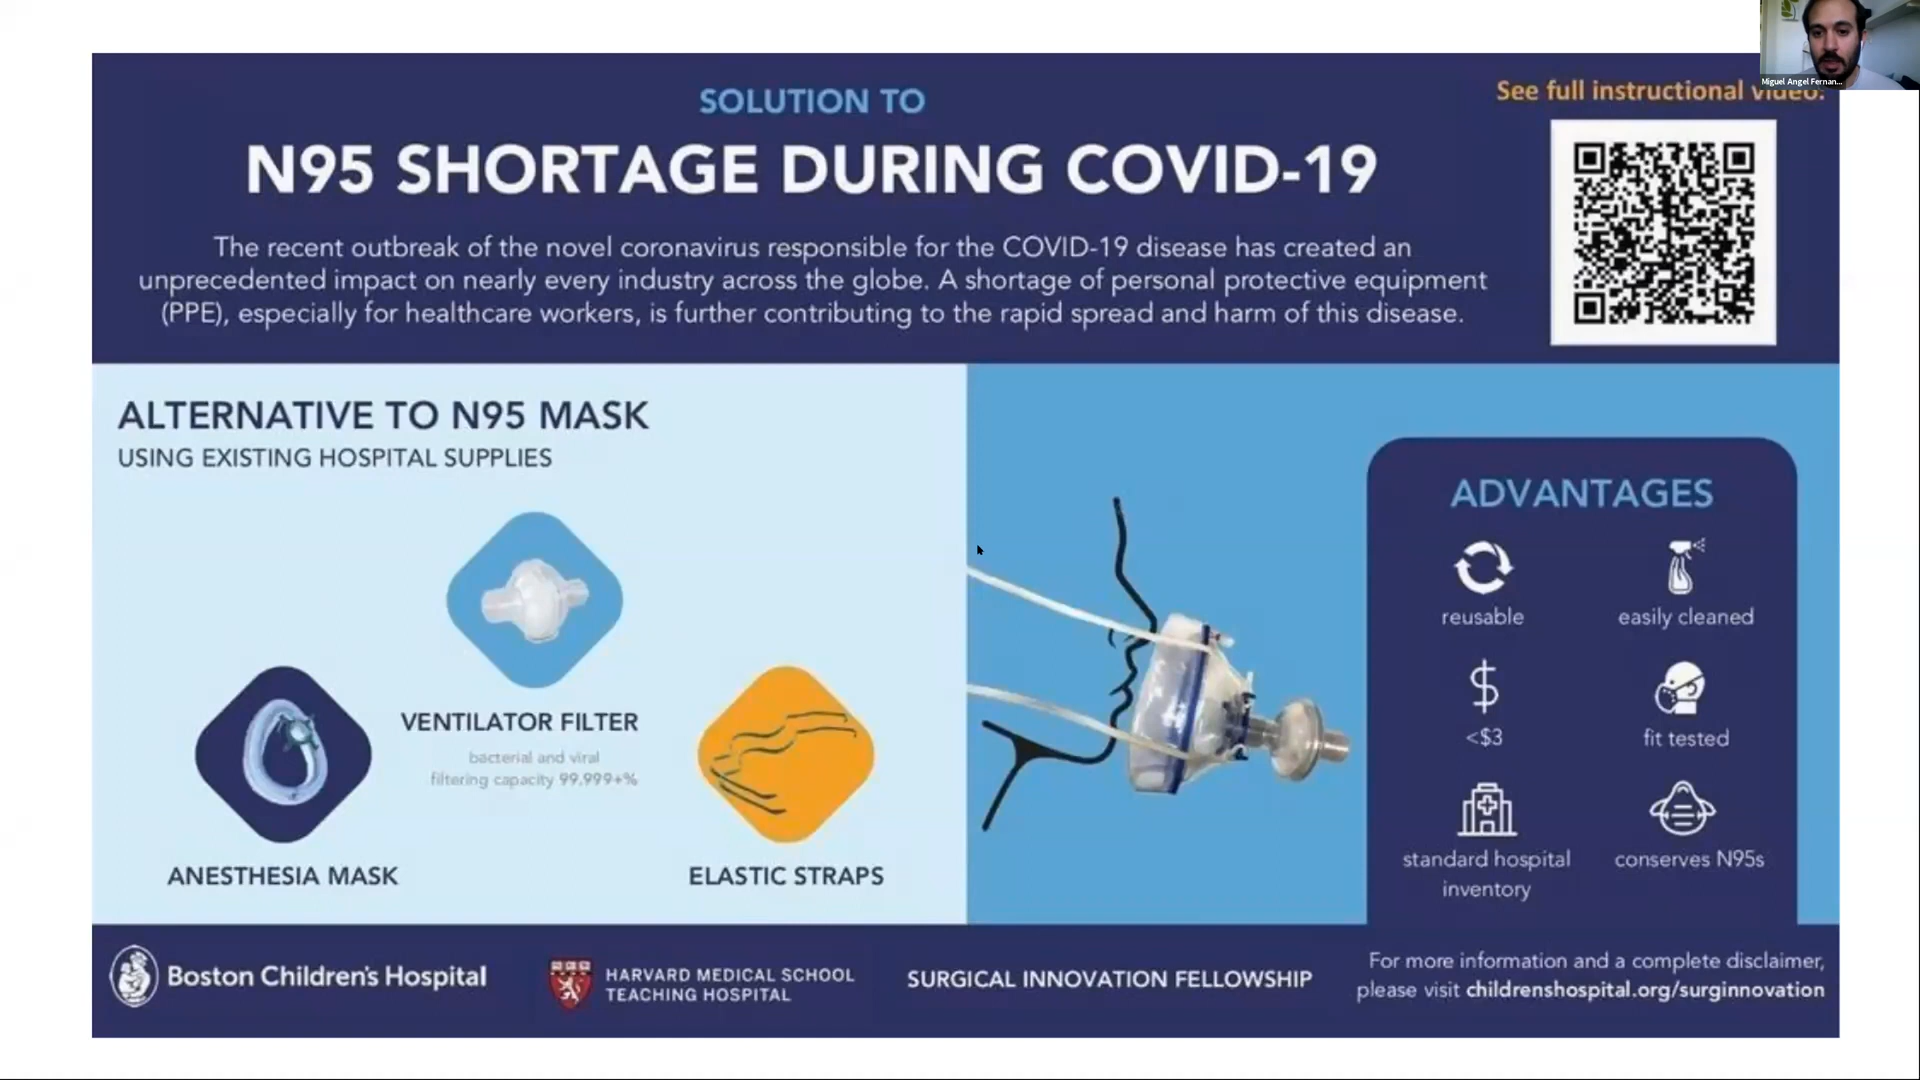 Miguel Angel Fernan...
See full instructional video:
SOLUTION TO
N95 SHORTAGE DURING COVID-19
The recent outbreak of the novel coronavirus responsible for the COVID-19 disease has created an
unprecedented impact on nearly every industry across the globe. A shortage of personal protective equipment
(PPE), especially for healthcare workers, is further contributing to the rapid spread and harm of this disease.
ALTERNATIVE TO N95 MASK
USING EXISTING HOSPITAL SUPPLIES
VENTILATOR FILTER
bacterial and viral
filtering capacity 99.999+%
ANESTHESIA MASK
ELASTIC STRAPS
ADVANTAGES
reusable
easily cleaned
<$3
fit tested
standard hospital
inventory
conserves N95s
Boston Children's Hospital
HARVARD MEDICAL SCHOOL
TEACHING HOSPITAL
SURGICAL INNOVATION FELLOWSHIP
For more information and a complete disclaimer,
please visit childrenshospital.org/surginnovation